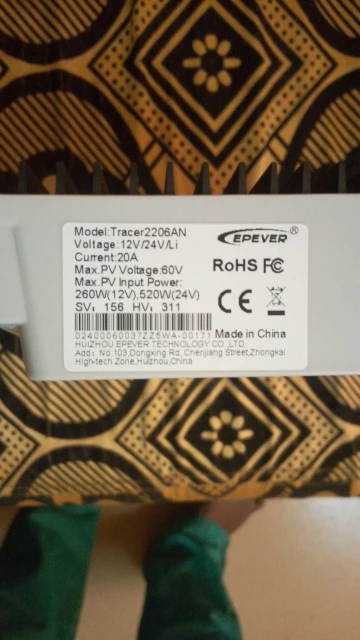 Model:Tracer2206AN
Voltage:12V/24V/Li
Current:20A
Max.PV Voltage:60V
Max.PV Input Power:
260W(12V),520W(24V)
SV: 156 HV: 311
EPEVER®
RoHS FC
CE
02400060037ZZ5WA-00171 Made in China
HUIZHOU EPEVER TECHNOLOGY CO.,LTD
Add: No.103,Dongxing Rd, Chenjiang Street,Zhongkai
High-tech Zone,Huizhou,China